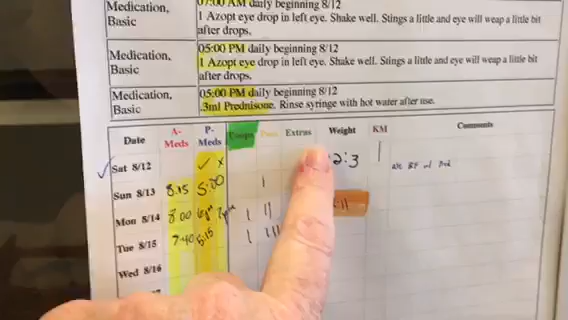 Medication, Basic
07:00 AM daily beginning 8/12
1 Azopt eye drop in left eye. Shake well. Stings a little and eye will weap a little bit
after drops.
Medication, Basic
05:00 PM daily beginning 8/12
1 Azopt eye drop in left eye. Shake well. Stings a little and eye will weap a little bit
after drops.
Medication, Basic
05:00 PM daily beginning 8/12
.3ml Prednisone. Rinse syringe with hot water after use.
Date A-Meds P-Meds Extras Weight KM Comments
Sat 8/12 2:3
Sun 8/13 8:15 5:00
Mon 8/14 8:00
Tue 8/15 7:40 5:15
Wed 8/16